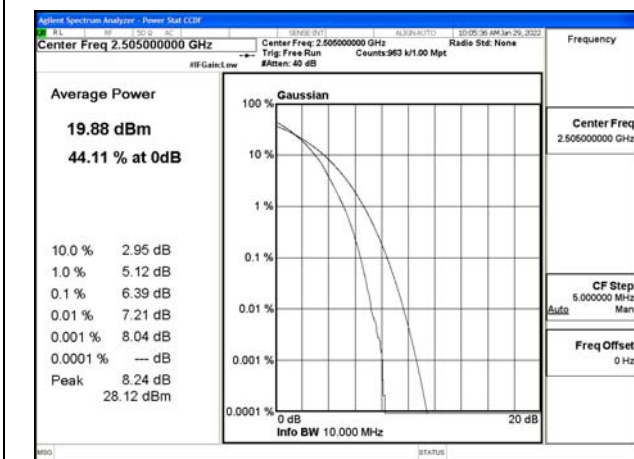 Agilent Spectrum Analyzer - Power Stat CCDF
RL RF 50 Ω AC SENSE:INT ALIGNAUTO 10:05:36 AM Jan 29, 2022
Center Freq 2.505000000 GHz
Center Freq: 2.505000000 GHz Radio Std: None
Trig: Free Run Counts:963 k/1.00 Mpt
#IFGain:Low #Atten: 40 dB
Frequency
Average Power
19.88 dBm
44.11 % at 0dB
10.0 % 2.95 dB
1.0 % 5.12 dB
0.1 % 6.39 dB
0.01 % 7.21 dB
0.001 % 8.04 dB
0.0001 % --- dB
Peak 8.24 dB
28.12 dBm
Gaussian
100 %
10 %
1 %
0.1 %
0.01 %
0.001 %
0.0001 %
0 dB 20 dB
Info BW 10.000 MHz
Center Freq
2.505000000 GHz
CF Step
5.000000 MHz
Auto Man
Freq Offset
0 Hz
MSG STATUS